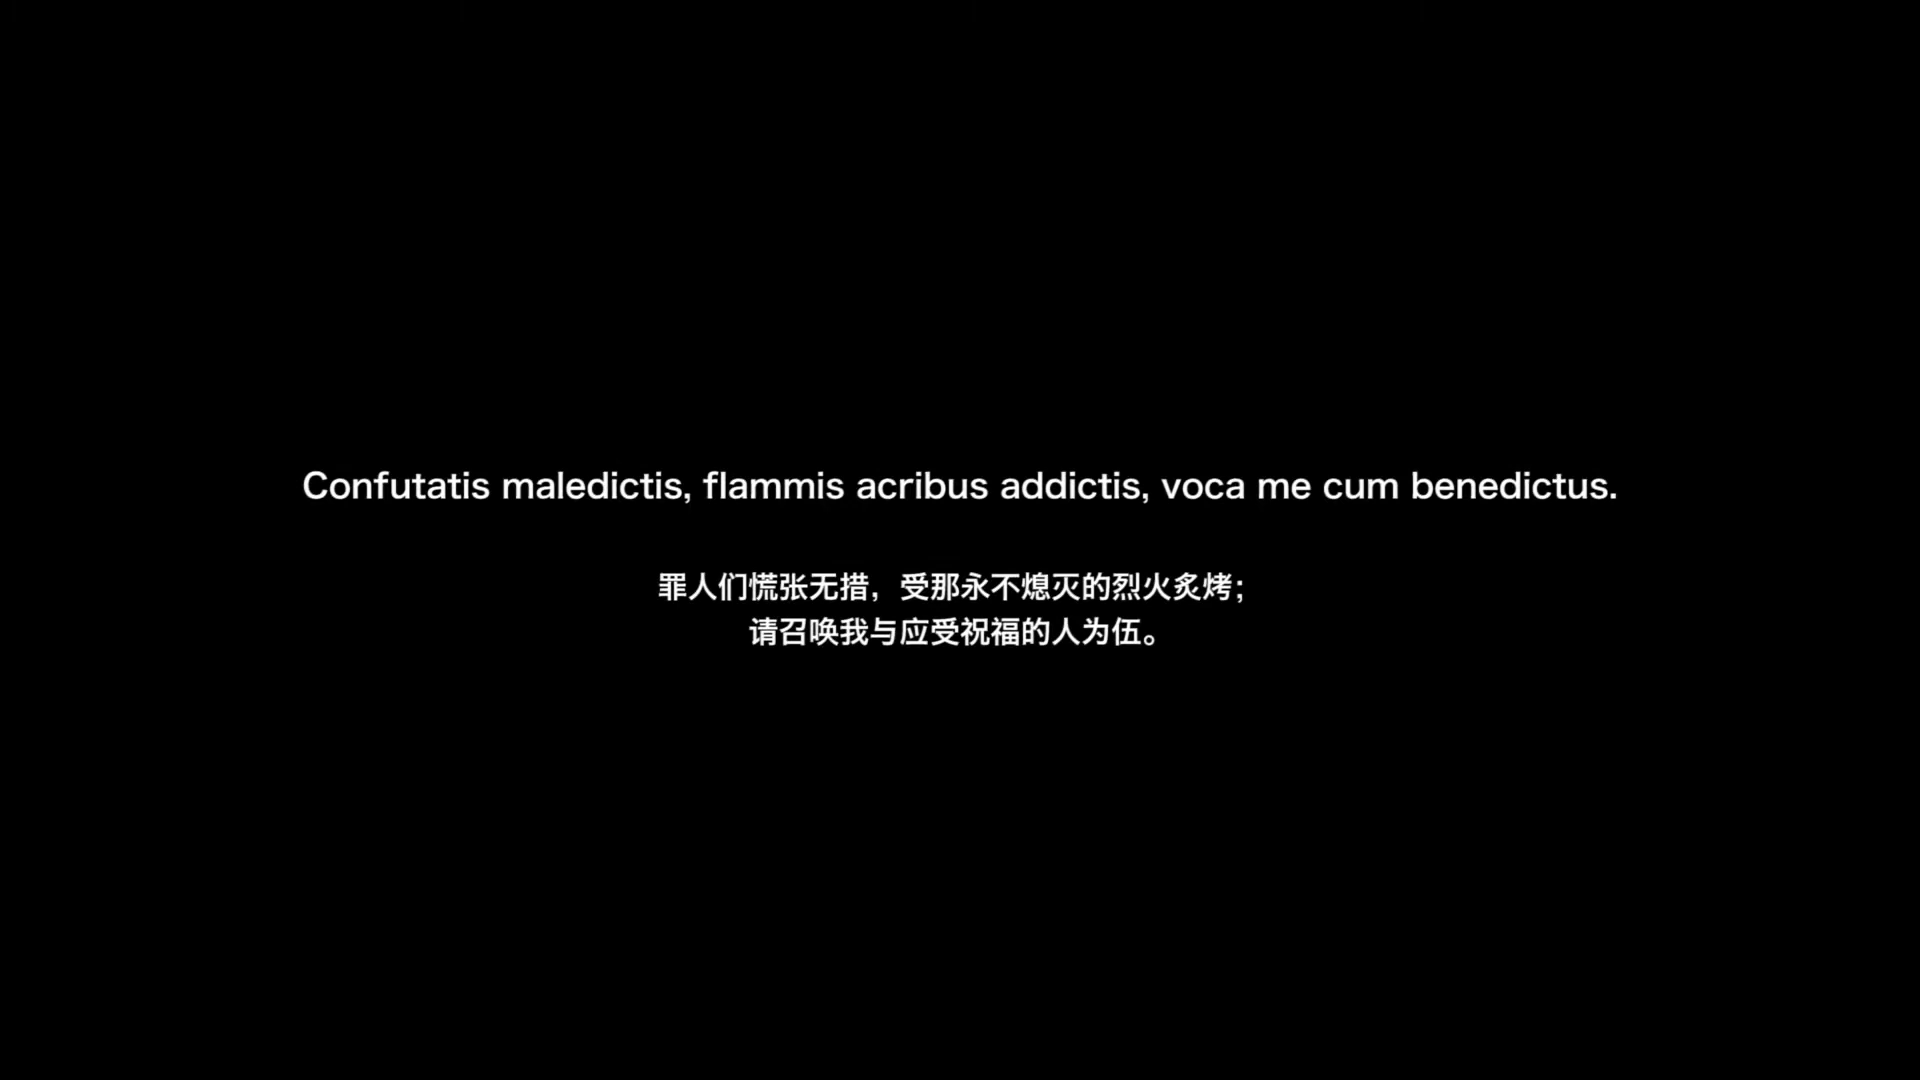 Confutatis maledictis, flammis acribus addictis, voca me cum benedictus.
罪人们慌张无措，受那永不熄灭的烈火炙烤；
请召唤我与应受祝福的人为伍。